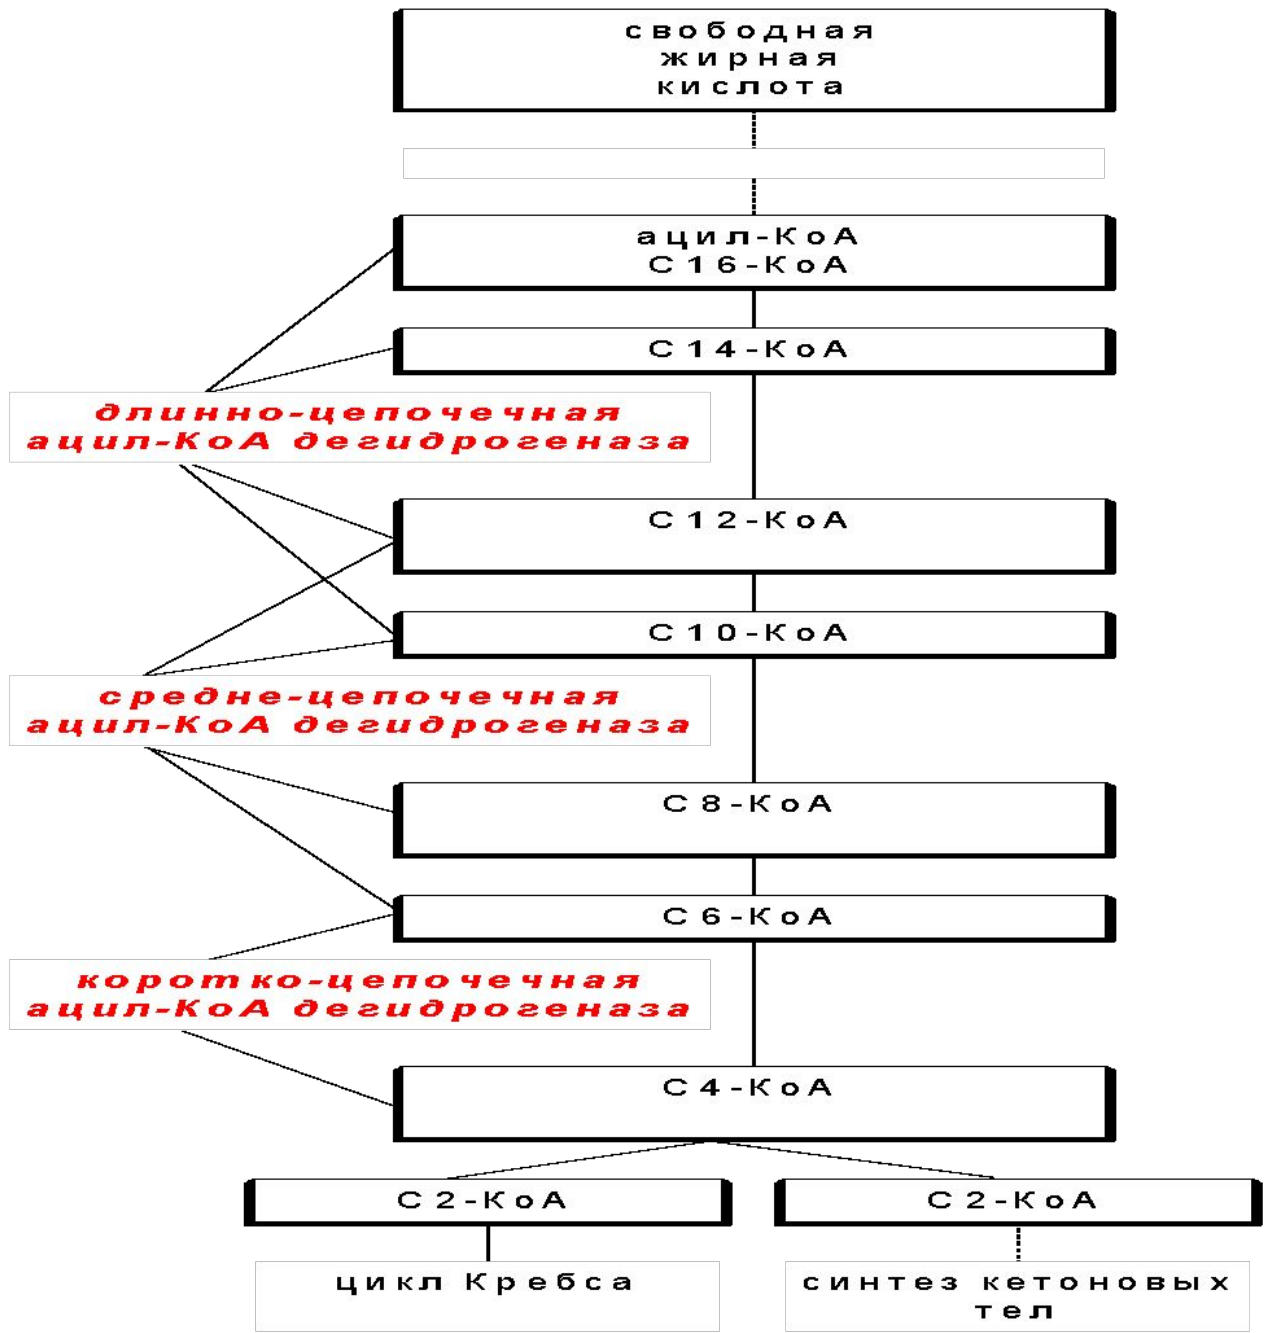 свободная
жирная
кислота
ацил-КоА
С16-КоА
С14-КоА
длинно-цепочечная
ацил-КоА дегидрогеназа
С12-КоА
С10-КоА
средне-цепочечная
ацил-КоА дегидрогеназа
С8-КоА
С6-КоА
коротко-цепочечная
ацил-КоА дегидрогеназа
С4-КоА
С2-КоА
С2-КоА
цикл Кребса
синтез кетоновых
тел